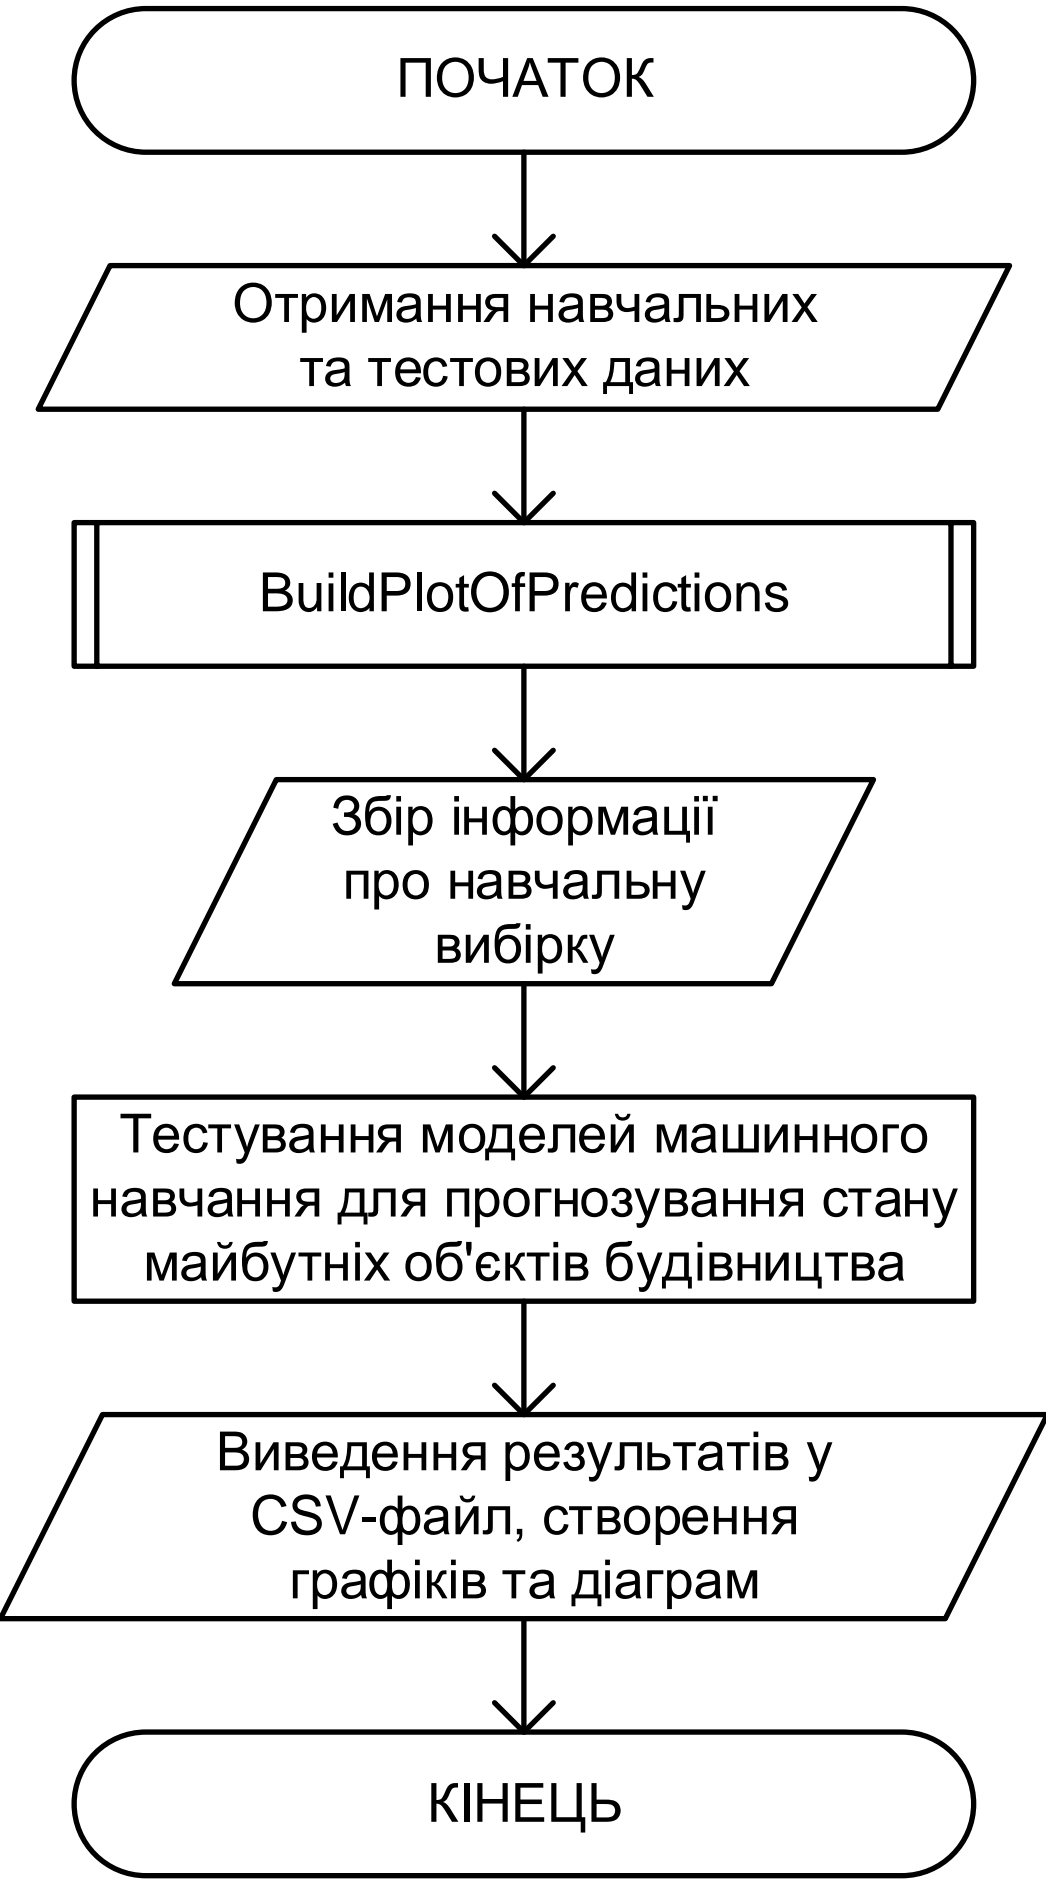 ПОЧАТОК
Отримання навчальних
та тестових даних
BuildPlotOfPredictions
Збір інформації
про навчальну
вибірку
Тестування моделей машинного
навчання для прогнозування стану
майбутніх об'єктів будівництва
Виведення результатів у
CSV-файл, створення
графіків та діаграм
КІНЕЦЬ